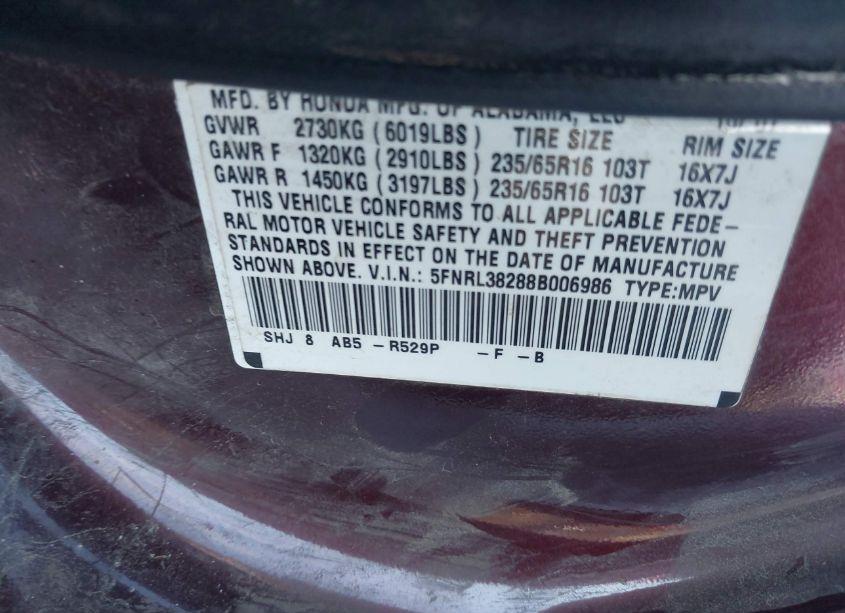 MFD. BY HONDA MFG. OF ALABAMA, LLC
GVWR 2730KG (6019LBS) TIRE SIZE RIM SIZE
GAWR F 1320KG (2910LBS) 235/65R16 103T 16X7J
GAWR R 1450KG (3197LBS) 235/65R16 103T 16X7J
THIS VEHICLE CONFORMS TO ALL APPLICABLE FEDE-
RAL MOTOR VEHICLE SAFETY AND THEFT PREVENTION
STANDARDS IN EFFECT ON THE DATE OF MANUFACTURE
SHOWN ABOVE. V.I.N.: 5FNRL38288B006986 TYPE:MPV
SHJ 8 AB5 -R529P -F -B